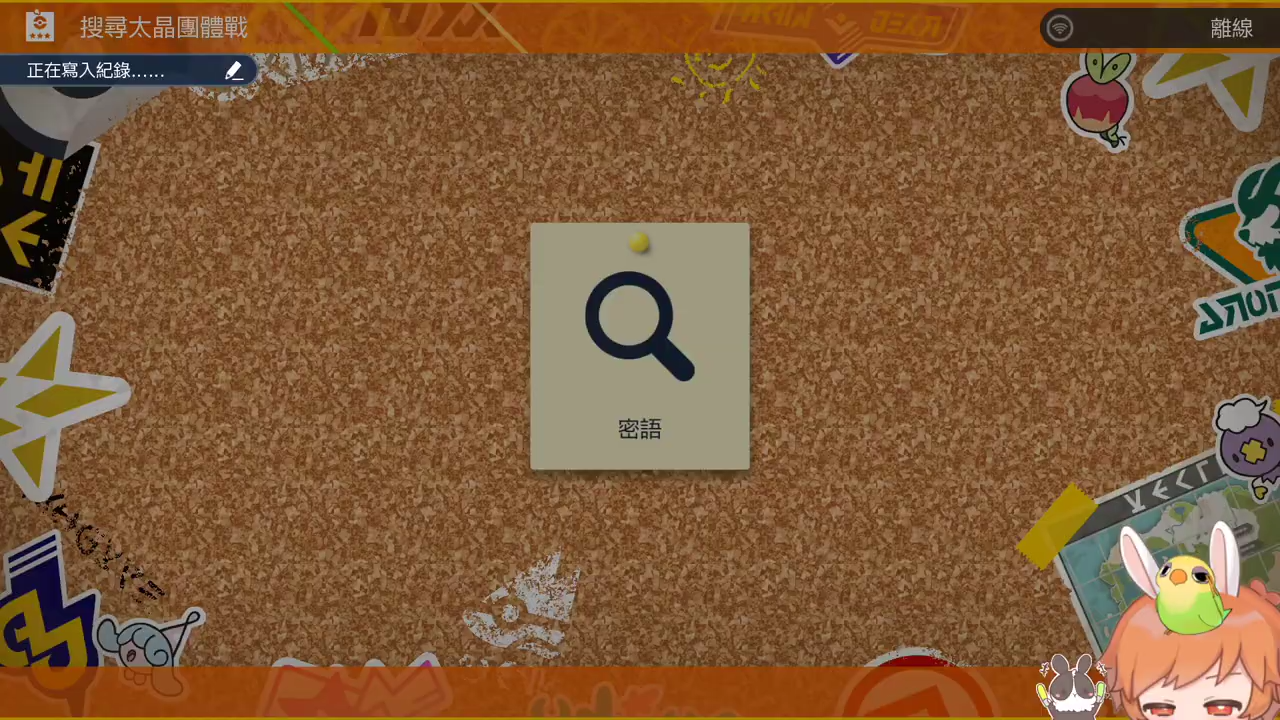 搜尋太晶團體戰
離線
正在寫入紀錄……
密語